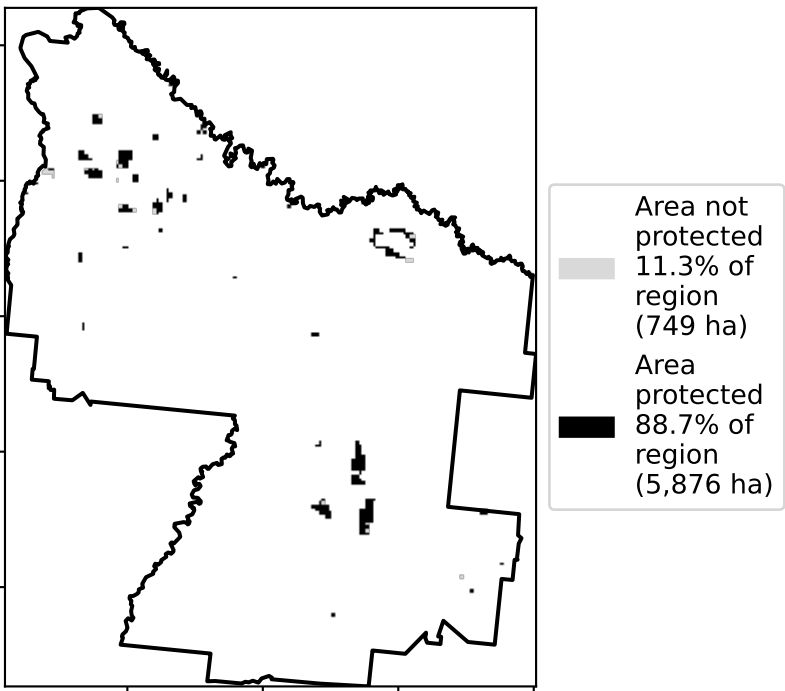 Area not
protected
11.3% of
region
(749 ha)
Area
protected
88.7% of
region
(5,876 ha)